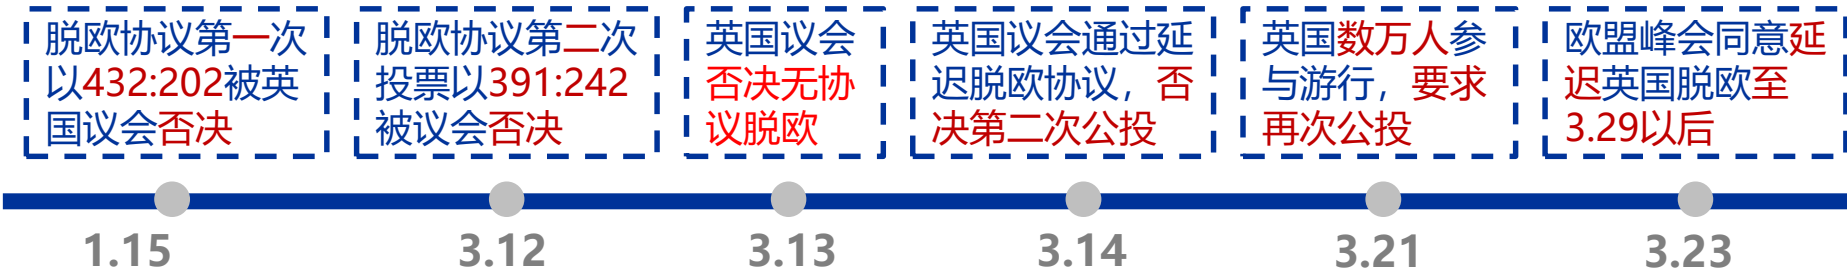 脱欧协议第一次
以432:202被英
国议会否决
脱欧协议第二次
投票以391:242
被议会否决
英国议会
否决无协
议脱欧
英国议会通过延
迟脱欧协议，否
决第二次公投
英国数万人参
与游行，要求
再次公投
欧盟峰会同意延
迟英国脱欧至
3.29以后
1.15
3.12
3.13
3.14
3.21
3.23